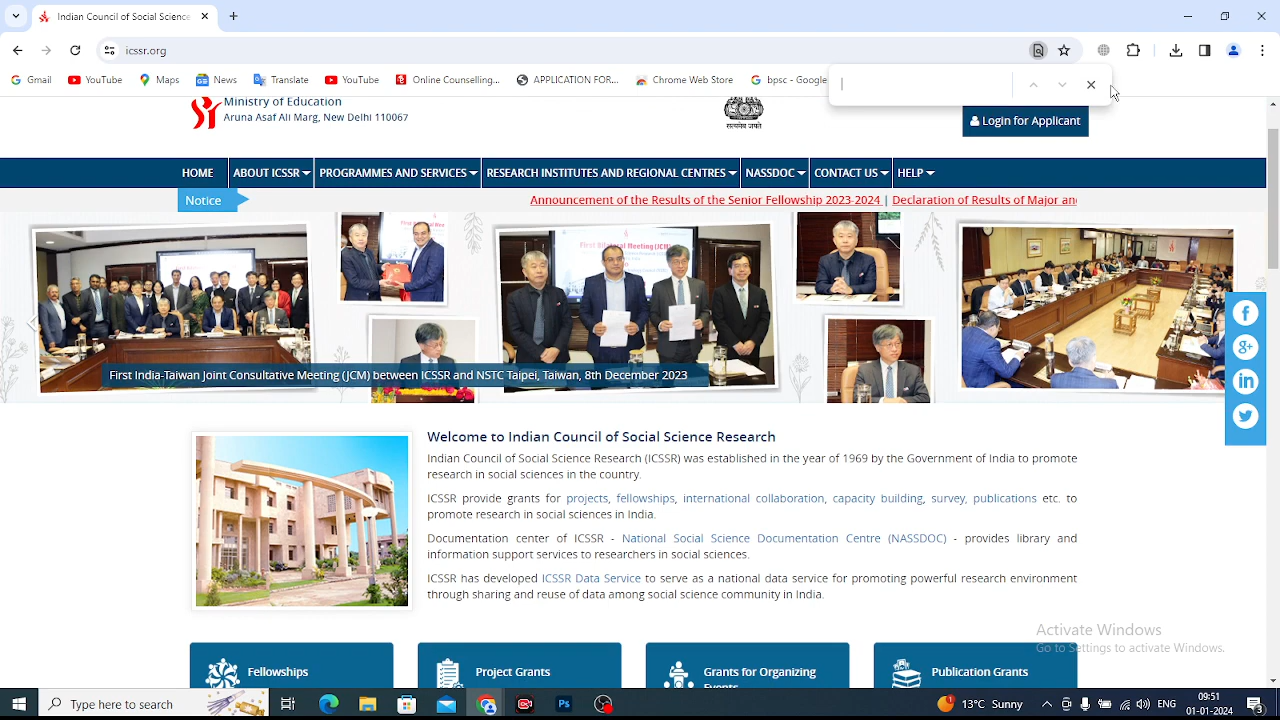 Indian Council of Social Scienc
icssr.org
Gmail YouTube Maps News Translate YouTube Online Counselling... APPLICATION FOR... Chrome Web Store bpsc - Google
Ministry of Education
Aruna Asaf Ali Marg, New Delhi 110067
सत्यमेव जयते
Login for Applicant
HOME ABOUT ICSSR PROGRAMMES AND SERVICES RESEARCH INSTITUTES AND REGIONAL CENTRES NASSDOC CONTACT US HELP
Notice
Announcement of the Results of the Senior Fellowship 2023-2024 | Declaration of Results of Major an
First India-Taiwan Joint Consultative Meeting (JCM) between ICSSR and NSTC Taipei, Taiwan, 8th December 2023
Welcome to Indian Council of Social Science Research
Indian Council of Social Science Research (ICSSR) was established in the year of 1969 by the Government of India to promote
research in social sciences in the country.
ICSSR provide grants for projects, fellowships, international collaboration, capacity building, survey, publications etc. to
promote research in social sciences in India.
Documentation center of ICSSR - National Social Science Documentation Centre (NASSDOC) - provides library and
information support services to researchers in social sciences.
ICSSR has developed ICSSR Data Service to serve as a national data service for promoting powerful research environment
through sharing and reuse of data among social science community in India.
Activate Windows
Go to Settings to activate Windows.
Fellowships
Project Grants
Grants for Organizing
Events
Publication Grants
Type here to search
13°C Sunny
ENG
09:51
01-01-2024